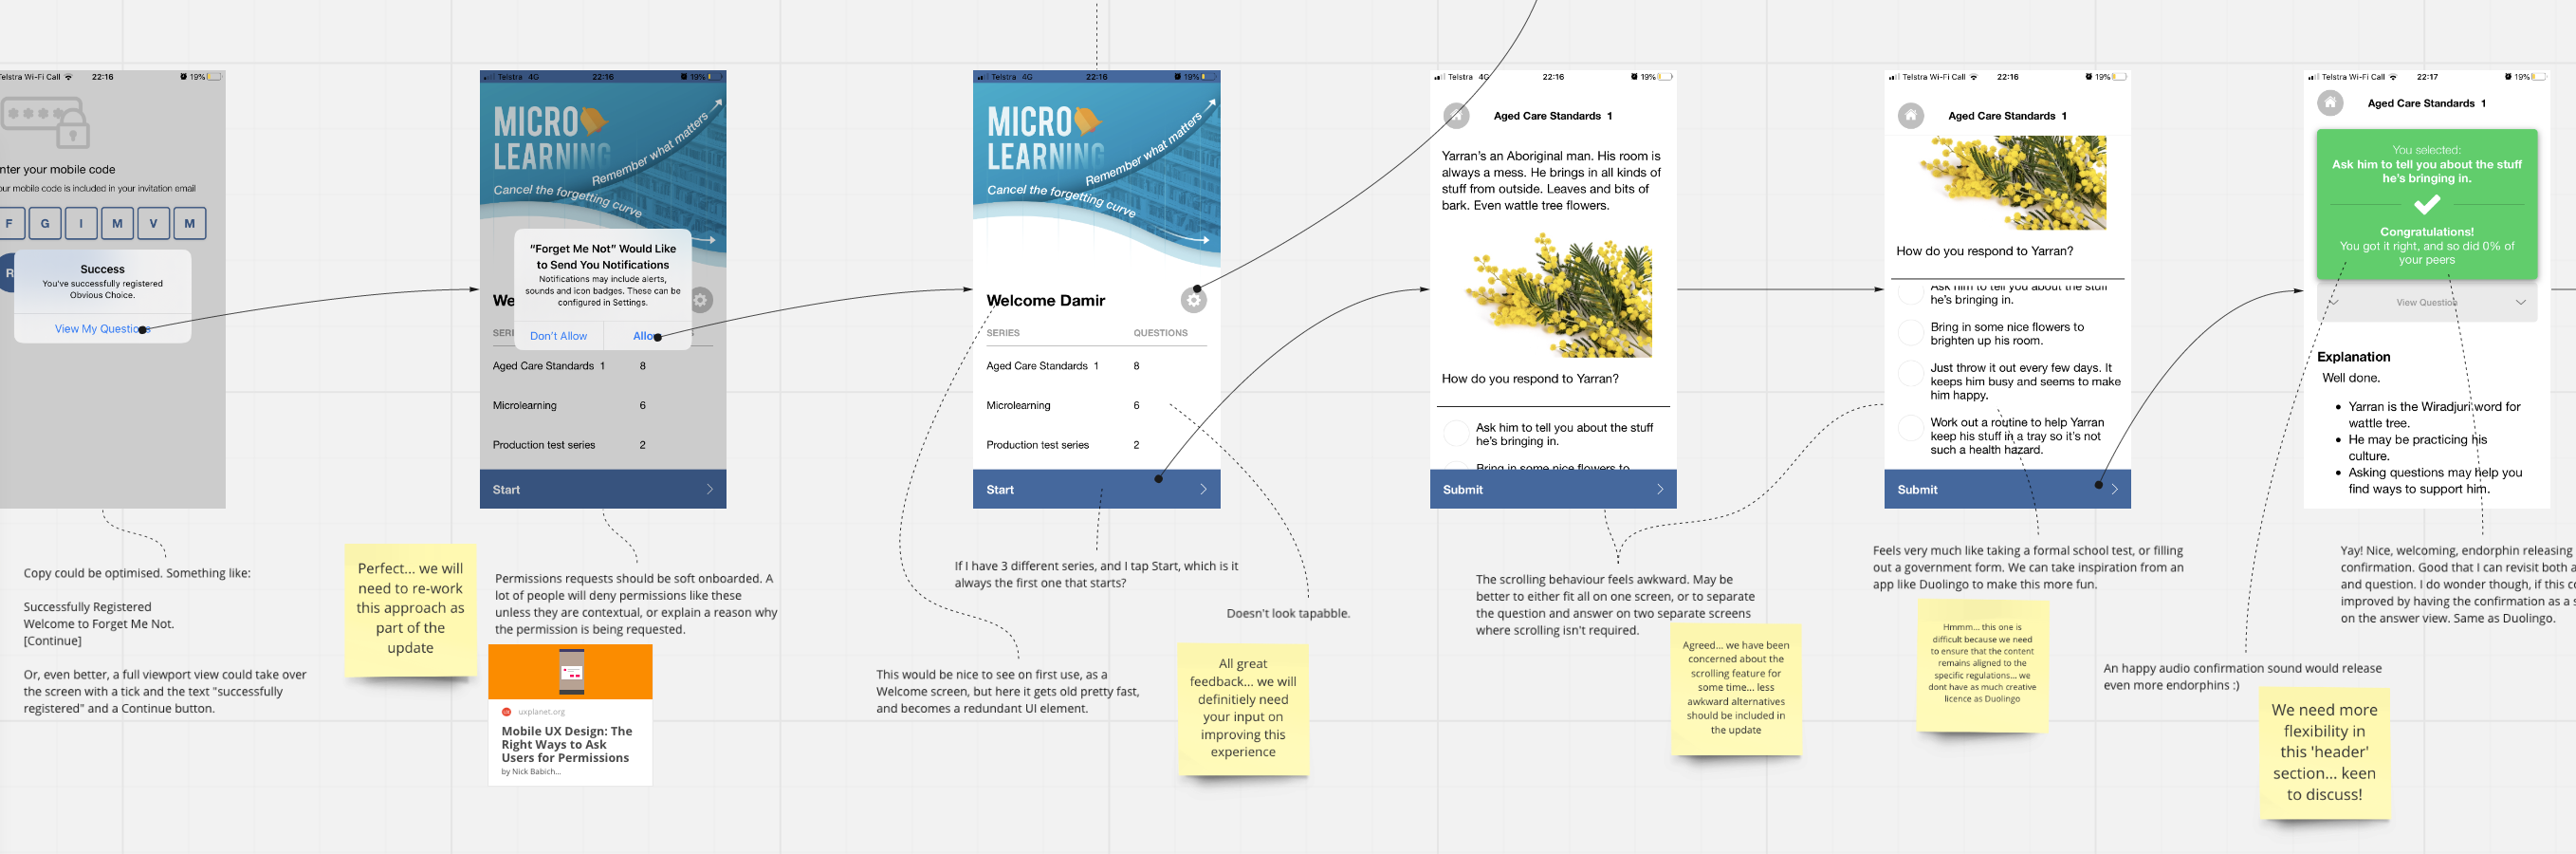 elstra Wi-Fi Call
22:16
19%
nter your mobile code
our mobile code is included in your invitation email
F G I M V M
R
Success
You've successfully registered
Obvious Choice.
View My Questions
Copy could be optimised. Something like:
Successfully Registered
Welcome to Forget Me Not.
[Continue]
Or, even better, a full viewport view could take over
the screen with a tick and the text "successfully
registered" and a Continue button.
Perfect... we will
need to re-work
this approach as
part of the
update
Telstra 4G
22:16
19%
MICRO
LEARNING
Remember what matters
Cancel the forgetting curve
"Forget Me Not" Would Like
to Send You Notifications
Notifications may include alerts,
sounds and icon badges. These can be
configured in Settings.
Don't Allow
Allow
We
SERI
Aged Care Standards 1 8
Microlearning 6
Production test series 2
Start
Permissions requests should be soft onboarded. A
lot of people will deny permissions like these
unless they are contextual, or explain a reason why
the permission is being requested.
uxplanet.org
Mobile UX Design: The
Right Ways to Ask
Users for Permissions
by Nick Babich...
Telstra 4G
22:16
19%
MICRO
LEARNING
Remember what matters
Cancel the forgetting curve
Welcome Damir
SERIES QUESTIONS
Aged Care Standards 1 8
Microlearning 6
Production test series 2
Start
If I have 3 different series, and I tap Start, which is it
always the first one that starts?
Doesn't look tapabble.
This would be nice to see on first use, as a
Welcome screen, but here it gets old pretty fast,
and becomes a redundant UI element.
All great
feedback... we will
definitiely need
your input on
improving this
experience
Telstra 4G
22:16
19%
Aged Care Standards 1
Yarran's an Aboriginal man. His room is
always a mess. He brings in all kinds of
stuff from outside. Leaves and bits of
bark. Even wattle tree flowers.
How do you respond to Yarran?
Ask him to tell you about the stuff
he's bringing in.
Bring in some nice flowers to
Submit
The scrolling behaviour feels awkward. May be
better to either fit all on one screen, or to separate
the question and answer on two separate screens
where scrolling isn't required.
Agreed... we have been
concerned about the
scrolling feature for
some time... less
awkward alternatives
should be included in
the update
Telstra Wi-Fi Call
22:16
19%
Aged Care Standards 1
How do you respond to Yarran?
Ask him to tell you about the stuff
he's bringing in.
Bring in some nice flowers to
brighten up his room.
Just throw it out every few days. It
keeps him busy and seems to make
him happy.
Work out a routine to help Yarran
keep his stuff in a tray so it's not
such a health hazard.
Submit
Feels very much like taking a formal school test, or filling
out a government form. We can take inspiration from an
app like Duolingo to make this more fun.
Hmmm... this one is
difficult because we need
to ensure that the content
remains aligned to the
specific regulations... we
dont have as much creative
licence as Duolingo
Telstra Wi-Fi Call
22:17
19%
Aged Care Standards 1
You selected:
Ask him to tell you about the stuff
he's bringing in.
Congratulations!
You got it right, and so did 0% of
your peers
View Question
Explanation
Well done.
• Yarran is the Wiradjuri word for
wattle tree.
• He may be practicing his
culture.
• Asking questions may help you
find ways to support him.
Yay! Nice, welcoming, endorphin releasing
confirmation. Good that I can revisit both a
and question. I do wonder though, if this co
improved by having the confirmation as a s
on the answer view. Same as Duolingo.
An happy audio confirmation sound would release
even more endorphins :)
We need more
flexibility in
this 'header'
section... keen
to discuss!